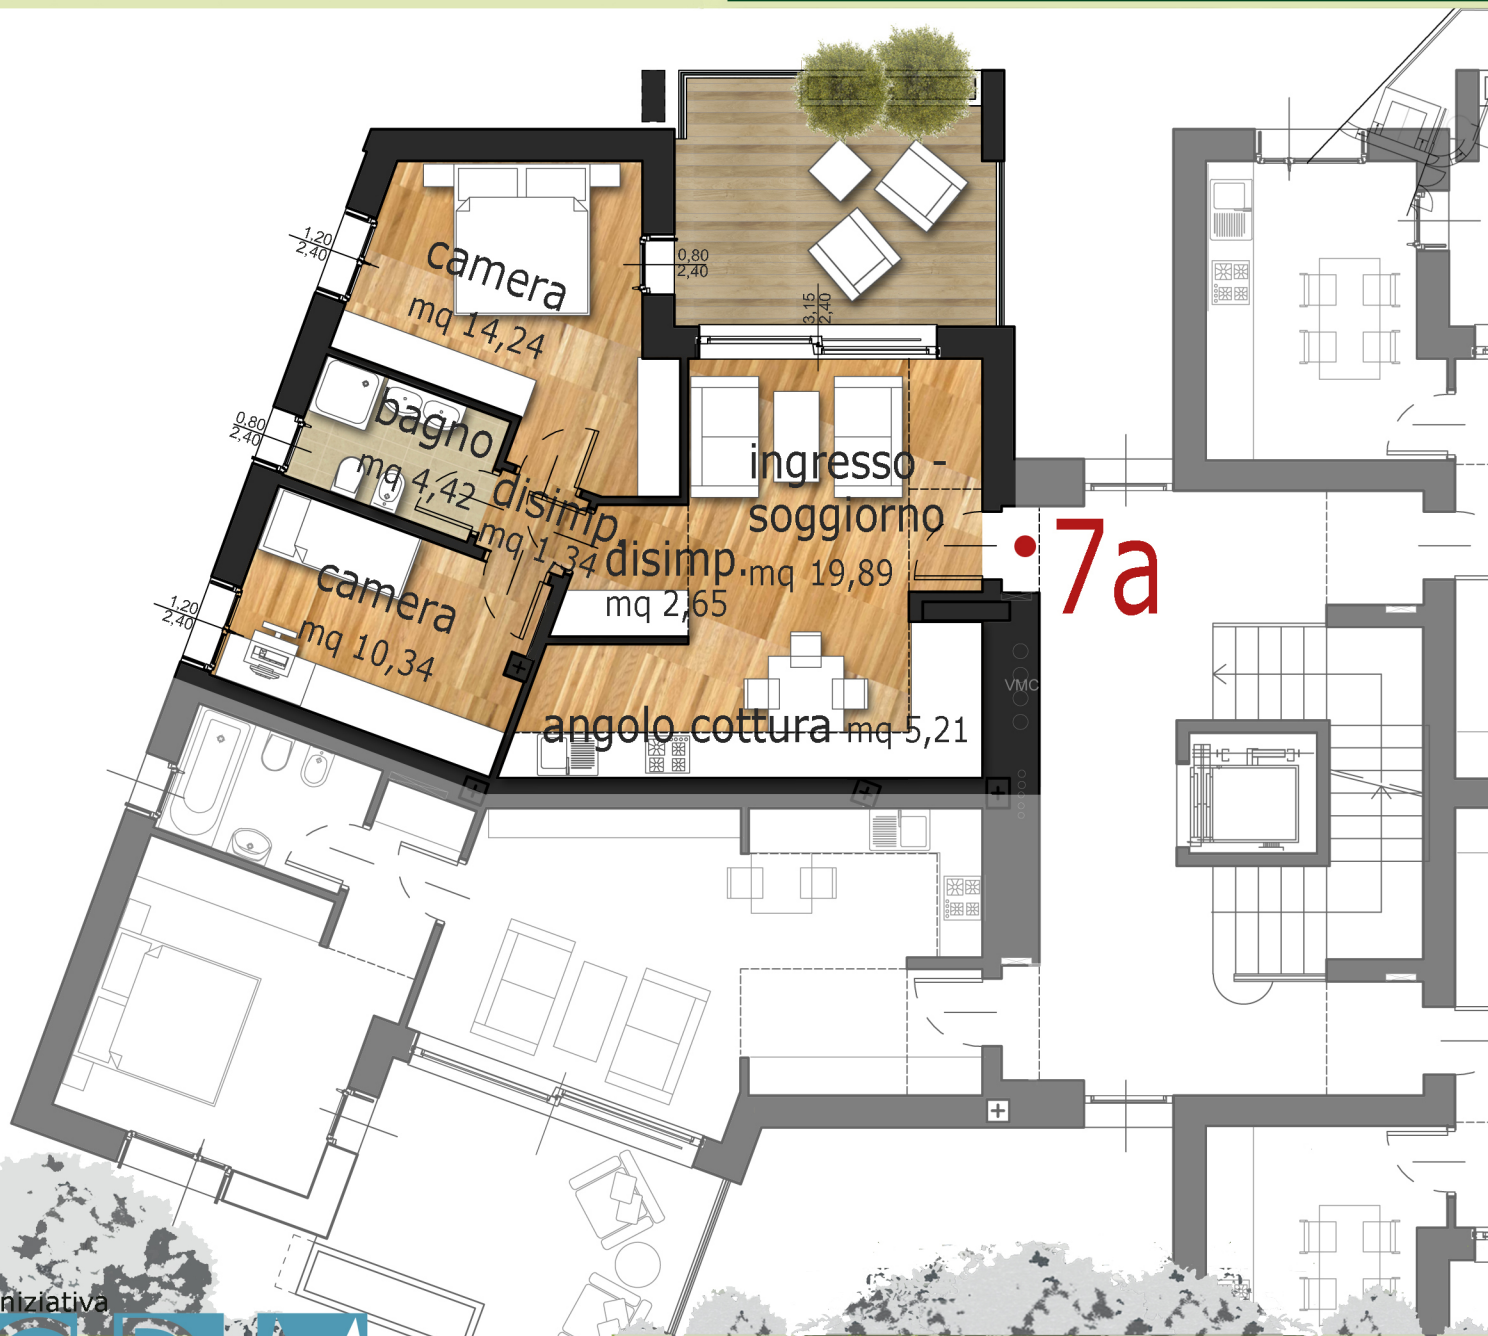 1,20
2,40
camera
mq 14,24
0,80
2,40
3,15
2,40
0,80
2,40
bagno
mq 4,42
disimp.
mq 1,34
ingresso -
soggiorno
mq 19,89
disimp.
mq 2,65
•7a
1,20
2,40
camera
mq 10,34
VMC
angolo cottura mq 5,21
niziativa